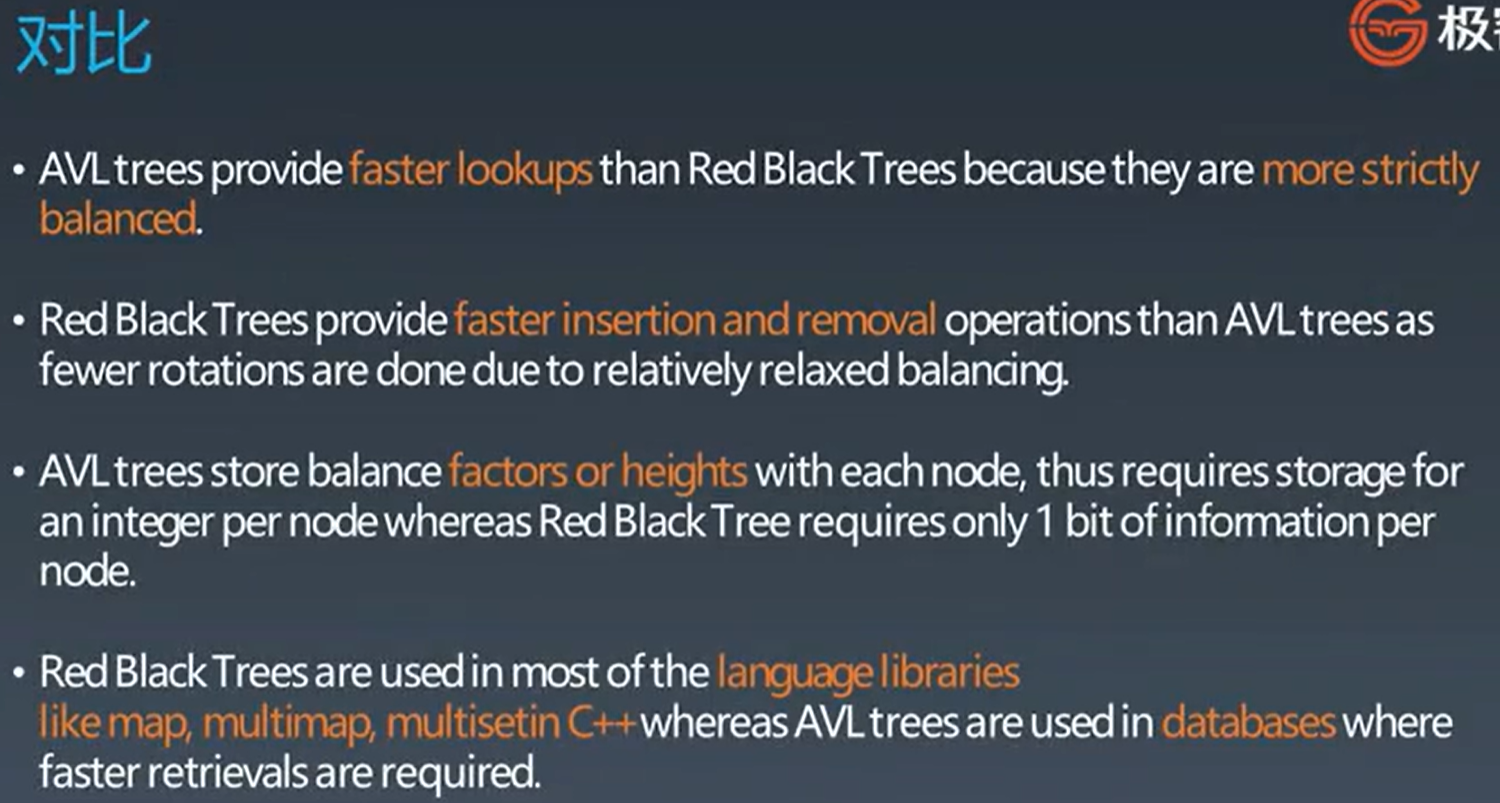 对比
极
• AVL trees provide faster lookups than Red Black Trees because they are more strictly
balanced.
• Red Black Trees provide faster insertion and removal operations than AVL trees as
fewer rotations are done due to relatively relaxed balancing.
• AVL trees store balance factors or heights with each node, thus requires storage for
an integer per node whereas Red Black Tree requires only 1 bit of information per
node.
• Red Black Trees are used in most of the language libraries
like map, multimap, multisetin C++ whereas AVL trees are used in databases where
faster retrievals are required.